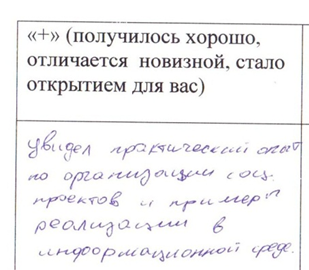 «+» (получилось хорошо,
отличается новизной, стало
открытием для вас)
Увидел практический опыт
по организации соц.
проектов и примеры
реализации в
информационной среде.